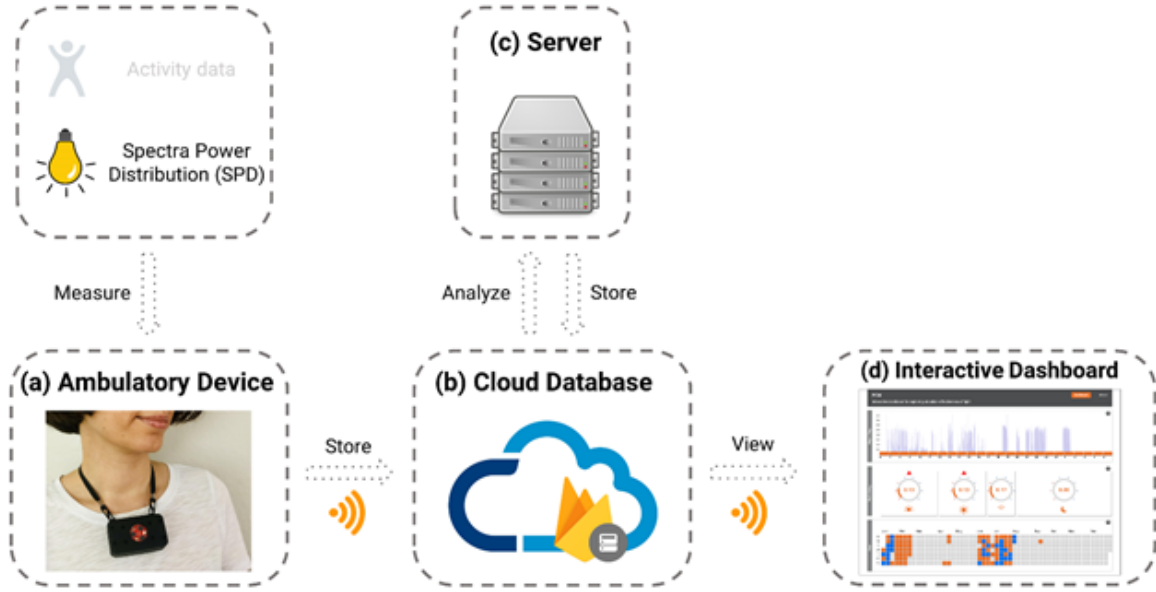 Activity data
Spectra Power
Distribution (SPD)
(c) Server
Measure
Analyze
Store
(a) Ambulatory Device
(b) Cloud Database
(d) Interactive Dashboard
Store
View